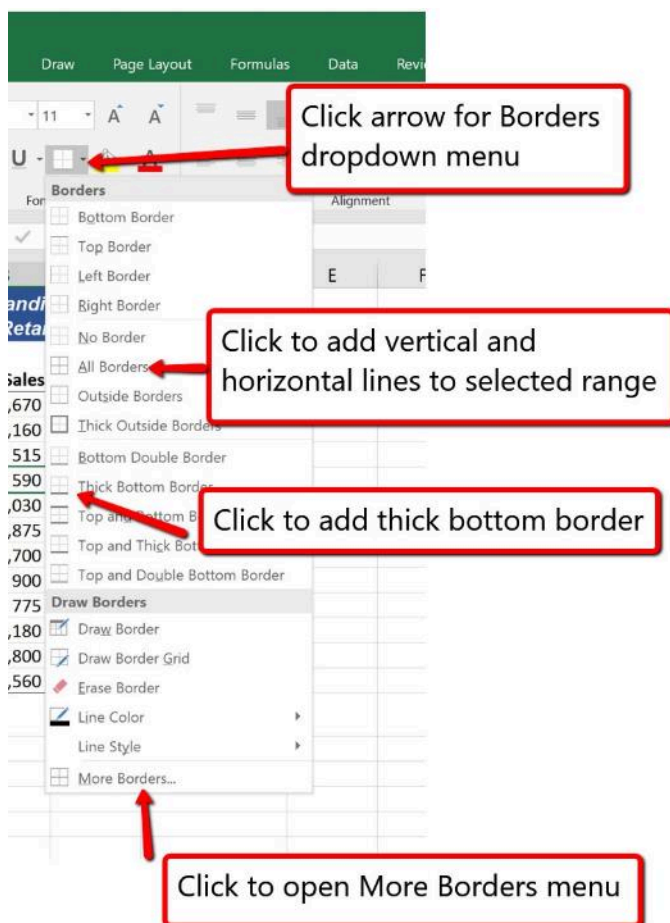 Draw Page Layout Formulas Data
11 A A
Click arrow for Borders
dropdown menu
U A
Borders
Alignment
Bottom Border
Top Border
Left Border
E F
Right Border
No Border
Click to add vertical and
horizontal lines to selected range
All Borders
Sales
Outside Borders
,670
Thick Outside Borders
,160
515 Bottom Double Border
590 Thick Bottom Border
,030
Click to add thick bottom border
Top and Bottom B
,875
Top and Thick Bot
,700
900 Top and Double Bottom Border
775 Draw Borders
,180 Draw Border
,800 Draw Border Grid
,560 Erase Border
Line Color
Line Style
More Borders...
Click to open More Borders menu